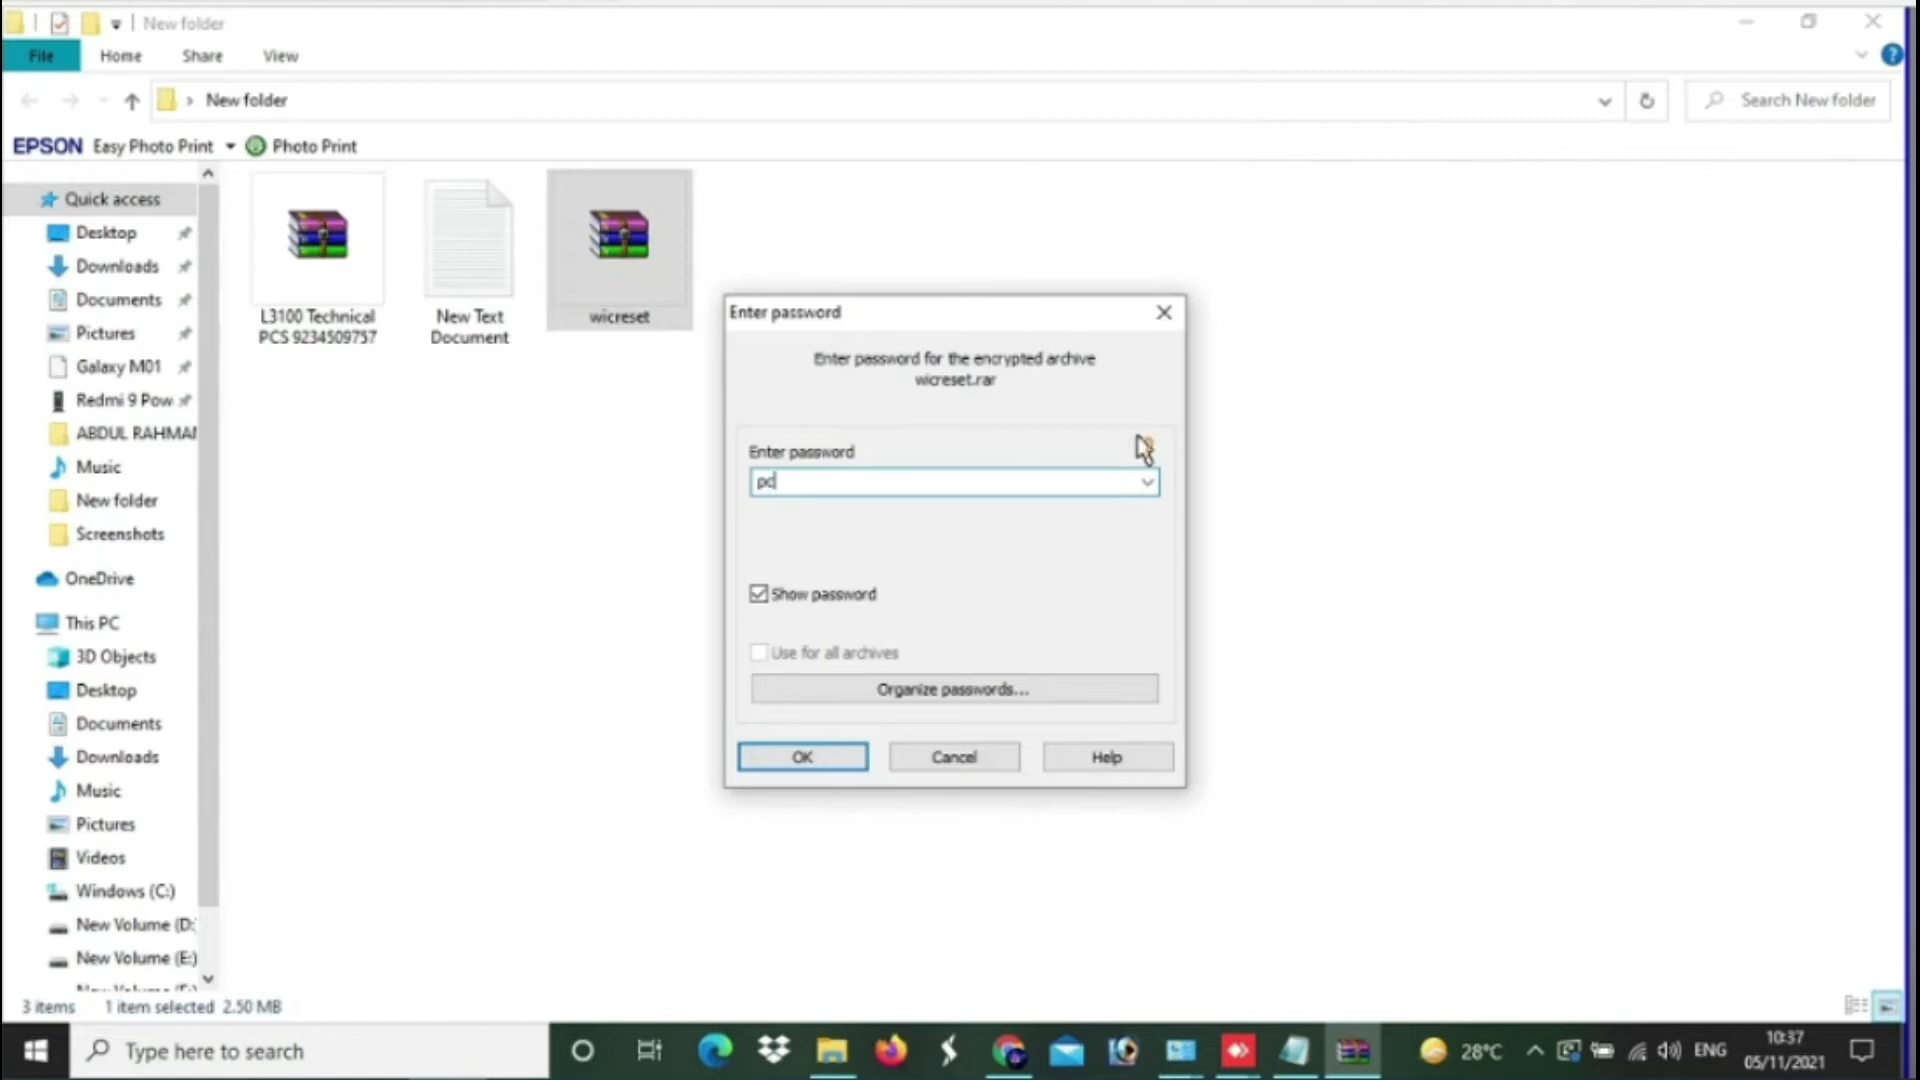 New folder
File Home Share View
New folder
Search New folder
EPSON Easy Photo Print Photo Print
Quick access
Desktop
Downloads
Documents
Pictures
Galaxy M01
Redmi 9 Pow
ABDUL RAHMAN
Music
New folder
Screenshots
OneDrive
This PC
3D Objects
Desktop
Documents
Downloads
Music
Pictures
Videos
Windows (C:)
New Volume (D:
New Volume (E:)
L3100 Technical
PCS 9234509757
New Text
Document
wicreset
Enter password
Enter password for the encrypted archive
wicreset.rar
Enter password
pc
Show password
Use for all archives
Organize passwords...
OK Cancel Help
3 items 1 item selected 2.50 MB
Type here to search
28°C
ENG
10:37
05/11/2021